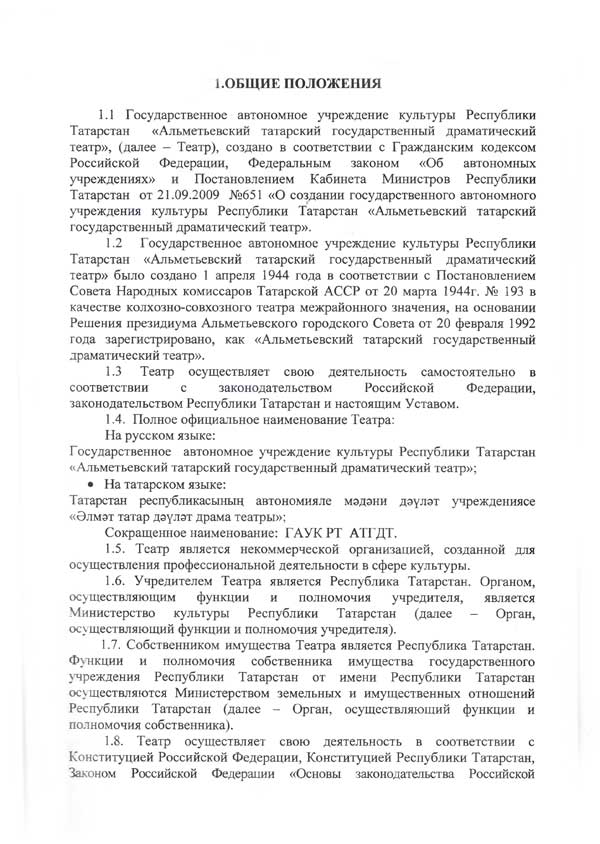 1.ОБЩИЕ ПОЛОЖЕНИЯ
1.1 Государственное автономное учреждение культуры Республики
Татарстан «Альметьевский татарский государственный драматический
театр», (далее – Театр), создано в соответствии с Гражданским кодексом
Российской Федерации, Федеральным законом «Об автономных
учреждениях» и Постановлением Кабинета Министров Республики
Татарстан от 21.09.2009 №651 «О создании государственного автономного
учреждения культуры Республики Татарстан «Альметьевский татарский
государственный драматический театр».
1.2 Государственное автономное учреждение культуры Республики
Татарстан «Альметьевский татарский государственный драматический
театр» было создано 1 апреля 1944 года в соответствии с Постановлением
Совета Народных комиссаров Татарской АССР от 20 марта 1944г. № 193 в
качестве колхозно-совхозного театра межрайонного значения, на основании
Решения президиума Альметьевского городского Совета от 20 февраля 1992
года зарегистрировано, как «Альметьевский татарский государственный
драматический театр».
1.3 Театр осуществляет свою деятельность самостоятельно в
соответствии с законодательством Российской Федерации,
законодательством Республики Татарстан и настоящим Уставом.
1.4. Полное официальное наименование Театра:
На русском языке:
Государственное автономное учреждение культуры Республики Татарстан
«Альметьевский татарский государственный драматический театр»;
• На татарском языке:
Татарстан республикасының автономияле мәдәни дәүләт учреждениясе
«Әлмәт татар дәүләт драма театры»;
Сокращенное наименование: ГАУК РТ АТГДТ.
1.5. Театр является некоммерческой организацией, созданной для
осуществления профессиональной деятельности в сфере культуры.
1.6. Учредителем Театра является Республика Татарстан. Органом,
осуществляющим функции и полномочия учредителя, является
Министерство культуры Республики Татарстан (далее – Орган,
осуществляющий функции и полномочия учредителя).
1.7. Собственником имущества Театра является Республика Татарстан.
Функции и полномочия собственника имущества государственного
учреждения Республики Татарстан от имени Республики Татарстан
осуществляются Министерством земельных и имущественных отношений
Республики Татарстан (далее – Орган, осуществляющий функции и
полномочия собственника).
1.8. Театр осуществляет свою деятельность в соответствии с
Конституцией Российской Федерации, Конституцией Республики Татарстан,
Законом Российской Федерации «Основы законодательства Российской